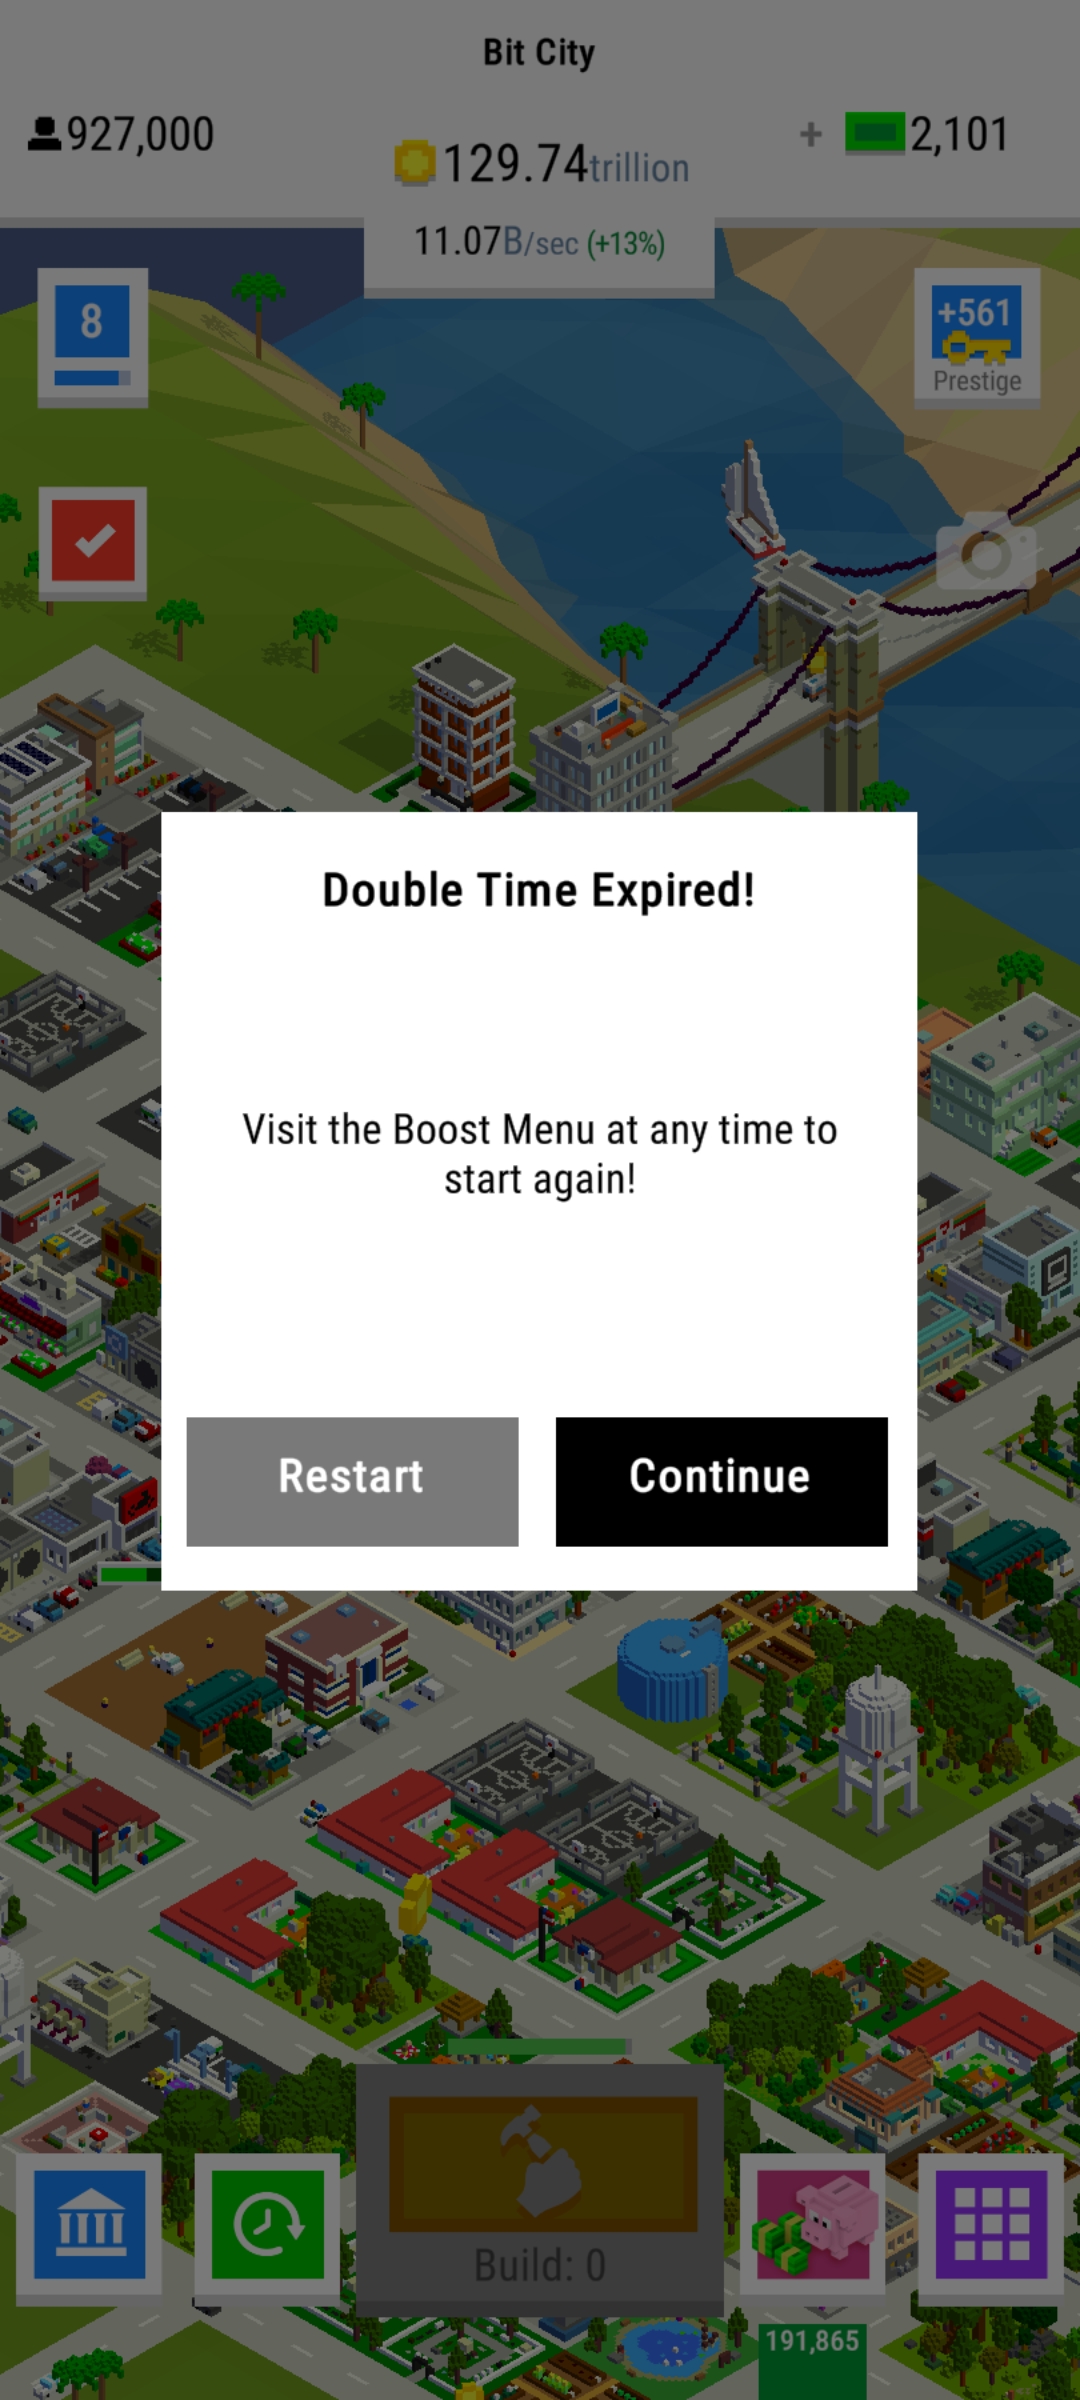 Bit City
927,000
129.74trillion
+ 2,101
11.07B/sec (+13%)
8
+561
Prestige
Double Time Expired!
Visit the Boost Menu at any time to
start again!
Restart
Continue
Build: 0
191,865